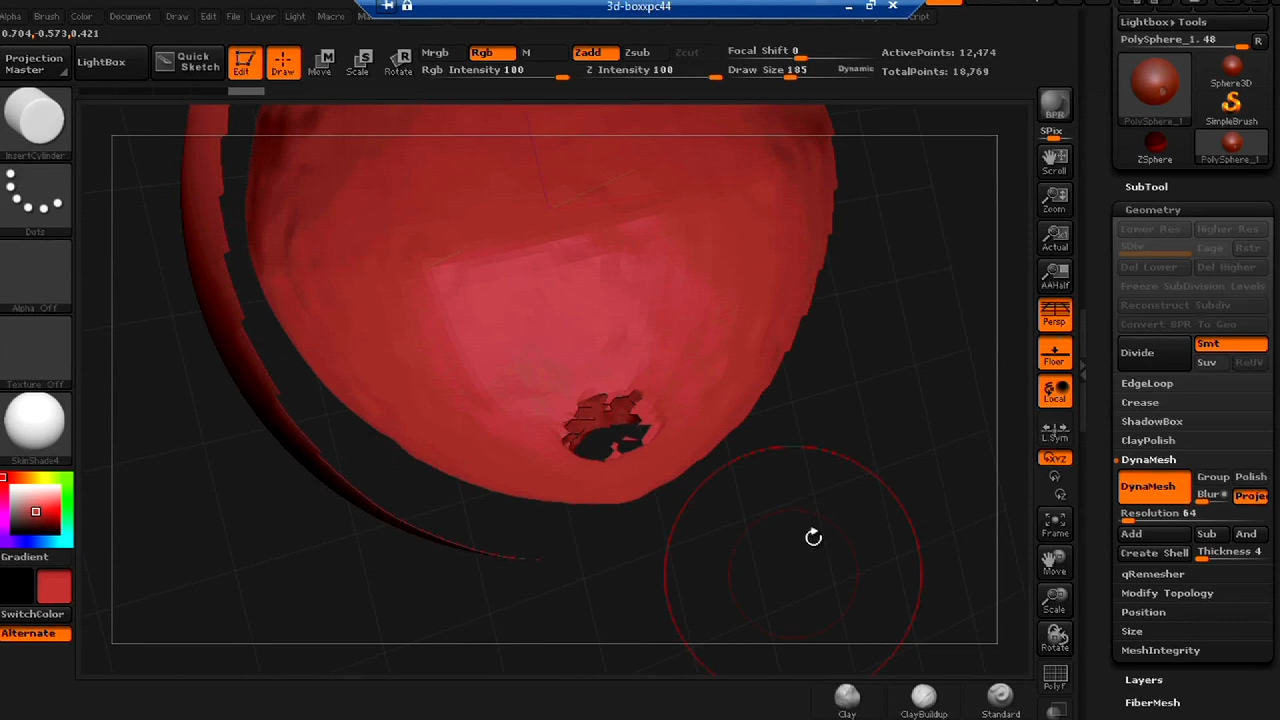 3d-boxxpc44
Alpha Brush Color Document Draw Edit File Layer Light Macro
0.704,-0.573,0.421
Projection
Master
LightBox
Quick
Sketch
Edit
Draw
Move
Scale
Rotate
Mrgb Rgb M
Rgb Intensity 100
Zadd Zsub Zcut
Z Intensity 100
Focal Shift 0
Draw Size 185 Dynamic
ActivePoints: 12,474
TotalPoints: 18,769
InsertCylinder
Dots
Alpha Off
Texture Off
SkinShade4
Gradient
SwitchColor
Alternate
BPR
SPix
Scroll
Zoom
Actual
AAHalf
Persp
Floor
Local
L.Sym
XYZ
Frame
Move
Scale
Rotate
PolyF
Clay
ClayBuildup
Standard
Lightbox▸Tools
PolySphere_1. 48 R
PolySphere_1
Sphere3D
SimpleBrush
ZSphere
PolySphere_1
SubTool
Geometry
Lower Res Higher Res
SDiv Cage Rstr
Del Lower Del Higher
Freeze SubDivision Levels
Reconstruct Subdiv
Convert BPR To Geo
Divide
Smt
Suv ReUV
EdgeLoop
Crease
ShadowBox
ClayPolish
DynaMesh
DynaMesh
Group Polish
Blur Projec
Resolution 64
Add Sub And
Create Shell Thickness 4
qRemesher
Modify Topology
Position
Size
MeshIntegrity
Layers
FiberMesh